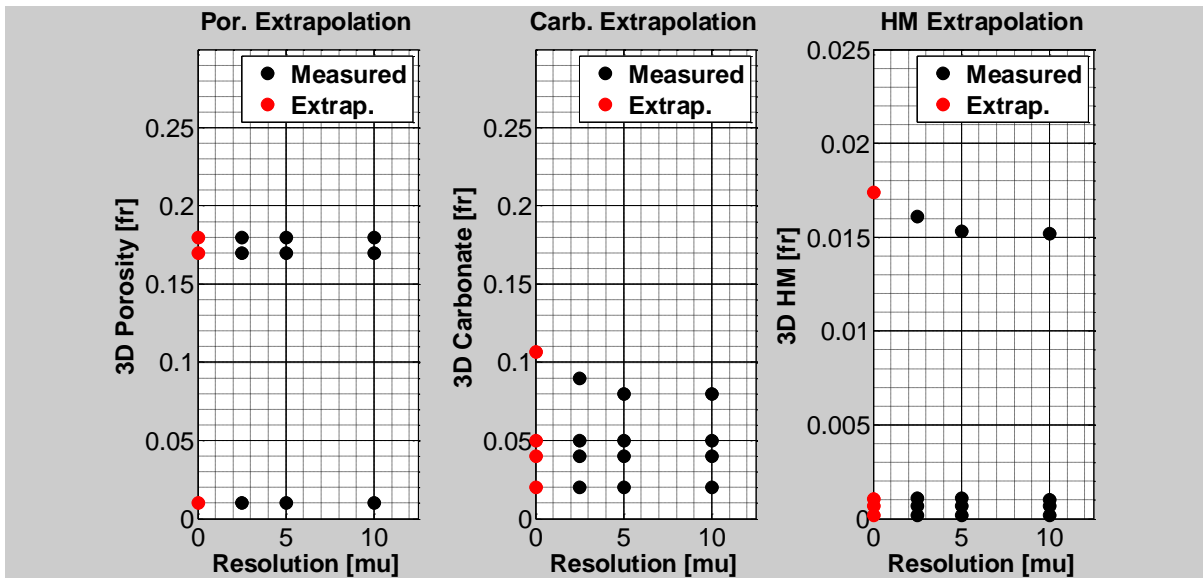 Por. Extrapolation
Measured
Extrap.
0.25
0.2
0.15
0.1
0.05
0
0 5 10
3D Porosity [fr]
Resolution [mu]
Carb. Extrapolation
Measured
Extrap.
0.25
0.2
0.15
0.1
0.05
0
0 5 10
3D Carbonate [fr]
Resolution [mu]
HM Extrapolation
Measured
Extrap.
0.025
0.02
0.015
0.01
0.005
0
0 5 10
3D HM [fr]
Resolution [mu]